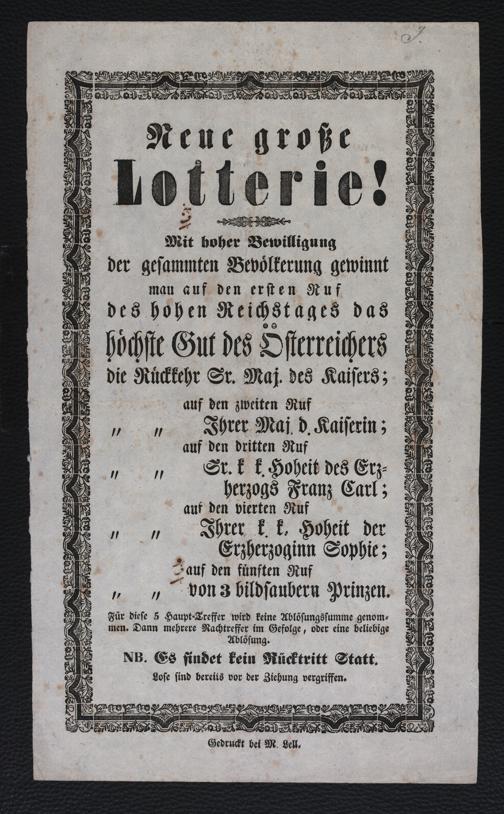 Neue große
Lotterie!
Mit hoher Bewilligung
der gesammten Bevölkerung gewinnt
man auf den ersten Ruf
des hohen Reichstages das
höchste Gut des Österreichers
die Rückkehr Sr. Maj. des Kaisers;
auf den zweiten Ruf
„ „ Ihrer Maj. d. Kaiserin;
auf den dritten Ruf
„ „ Sr. k. k. Hoheit des Erz-
herzogs Franz Carl;
auf den vierten Ruf
„ „ Ihrer k. k. Hoheit der
Erzherzoginn Sophie;
auf den fünften Ruf
„ „ von 3 bildsaubern Prinzen.
Für diese 5 Haupt-Treffer wird keine Ablösungssumme genom-
men. Dann mehrere Nachtreffer im Gefolge, oder eine beliebige
Ablösung.
NB. Es findet kein Rücktritt Statt.
Lose sind bereits vor der Ziehung vergriffen.
Gedruckt bei M. Lell.